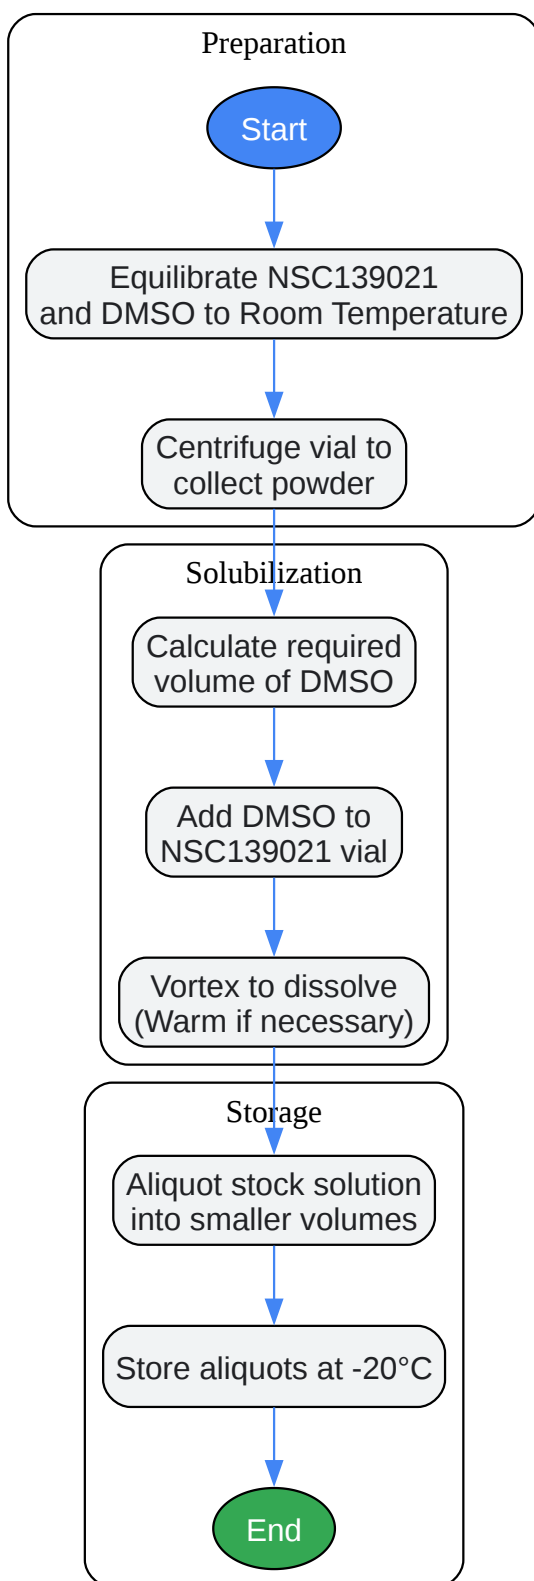 Preparation
Start
Equilibrate NSC139021
and DMSO to Room Temperature
Centrifuge vial to
collect powder
Solubilization
Calculate required
volume of DMSO
Add DMSO to
NSC139021 vial
Vortex to dissolve
(Warm if necessary)
Storage
Aliquot stock solution
into smaller volumes
Store aliquots at -20°C
End